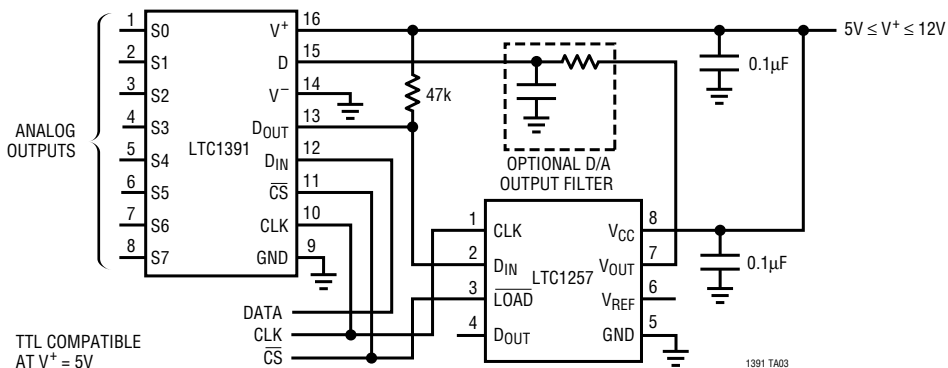 1 S0 V+ 16
2 S1 D 15
3 S2 V− 14
4 S3 DOUT 13
5 S4 DIN 12
6 S5 CS 11
7 S6 CLK 10
8 S7 GND 9
LTC1391
ANALOG
OUTPUTS
47k
OPTIONAL D/A
OUTPUT FILTER
0.1µF
5V ≤ V+ ≤ 12V
1 CLK VCC 8
2 DIN VOUT 7
3 LOAD VREF 6
4 DOUT GND 5
LTC1257
0.1µF
DATA
CLK
CS
TTL COMPATIBLE
AT V+ = 5V
1391 TA03